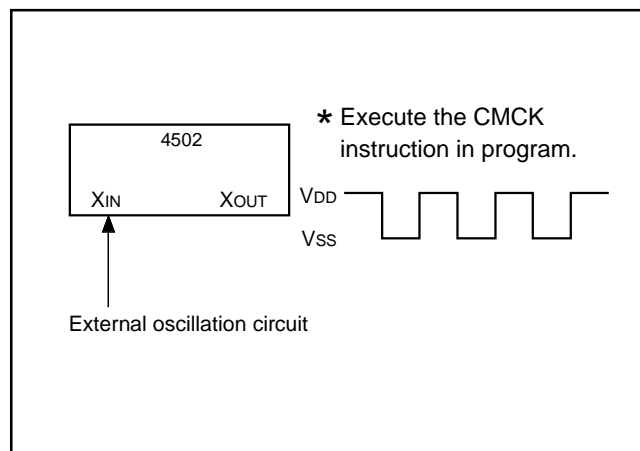 4502
XIN XOUT
* Execute the CMCK
instruction in program.
VDD
VSS
External oscillation circuit